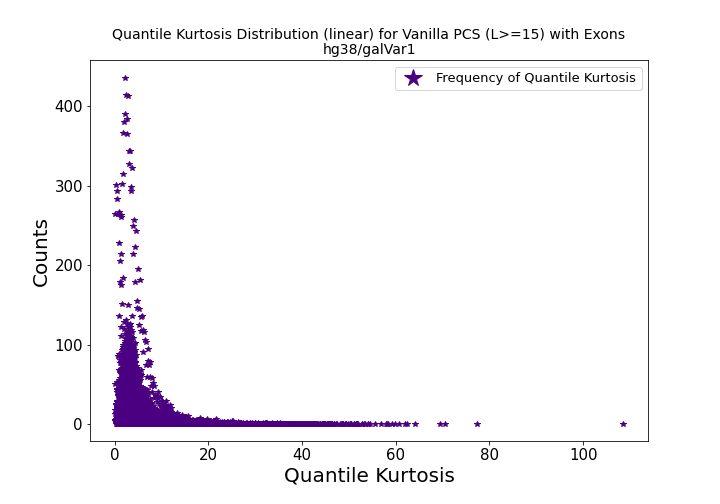 Quantile Kurtosis Distribution (linear) for Vanilla PCS (L>=15) with Exons
hg38/galVar1
Frequency of Quantile Kurtosis
400
300
200
100
0
Counts
0 20 40 60 80 100
Quantile Kurtosis